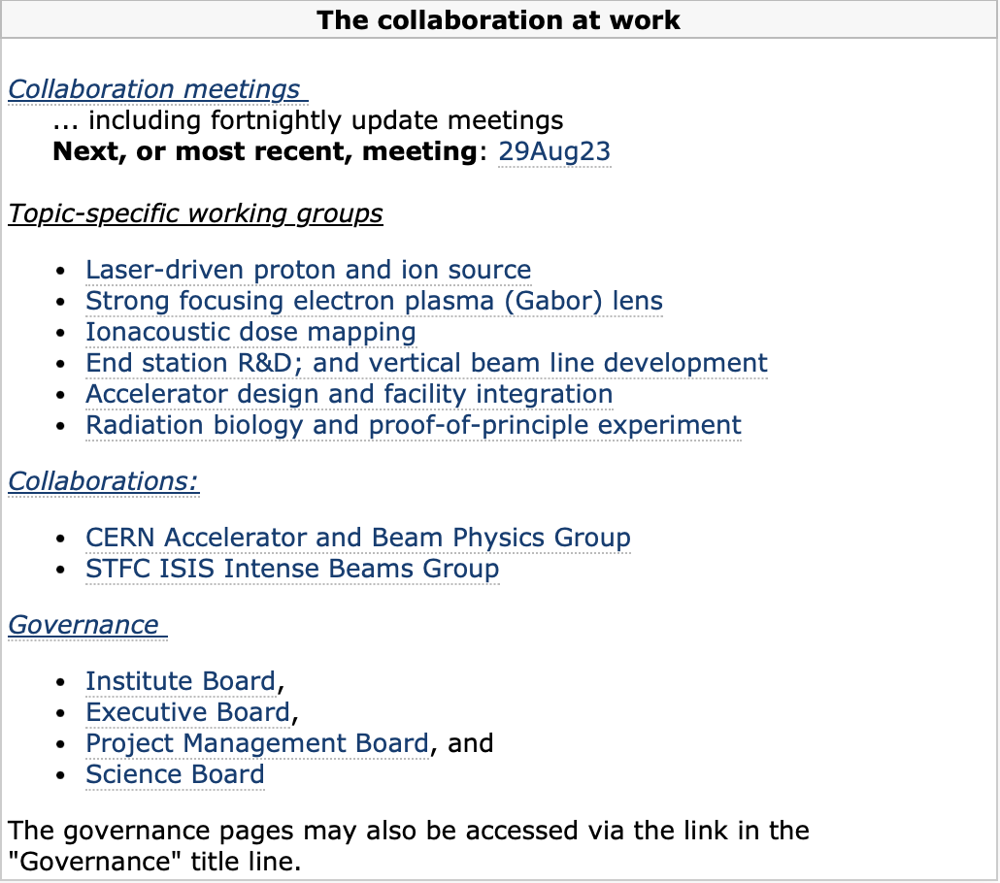 The collaboration at work
Collaboration meetings
... including fortnightly update meetings
Next, or most recent, meeting: 29Aug23
Topic-specific working groups
• Laser-driven proton and ion source
• Strong focusing electron plasma (Gabor) lens
• Ionacoustic dose mapping
• End station R&D; and vertical beam line development
• Accelerator design and facility integration
• Radiation biology and proof-of-principle experiment
Collaborations:
• CERN Accelerator and Beam Physics Group
• STFC ISIS Intense Beams Group
Governance
• Institute Board,
• Executive Board,
• Project Management Board, and
• Science Board
The governance pages may also be accessed via the link in the
"Governance" title line.